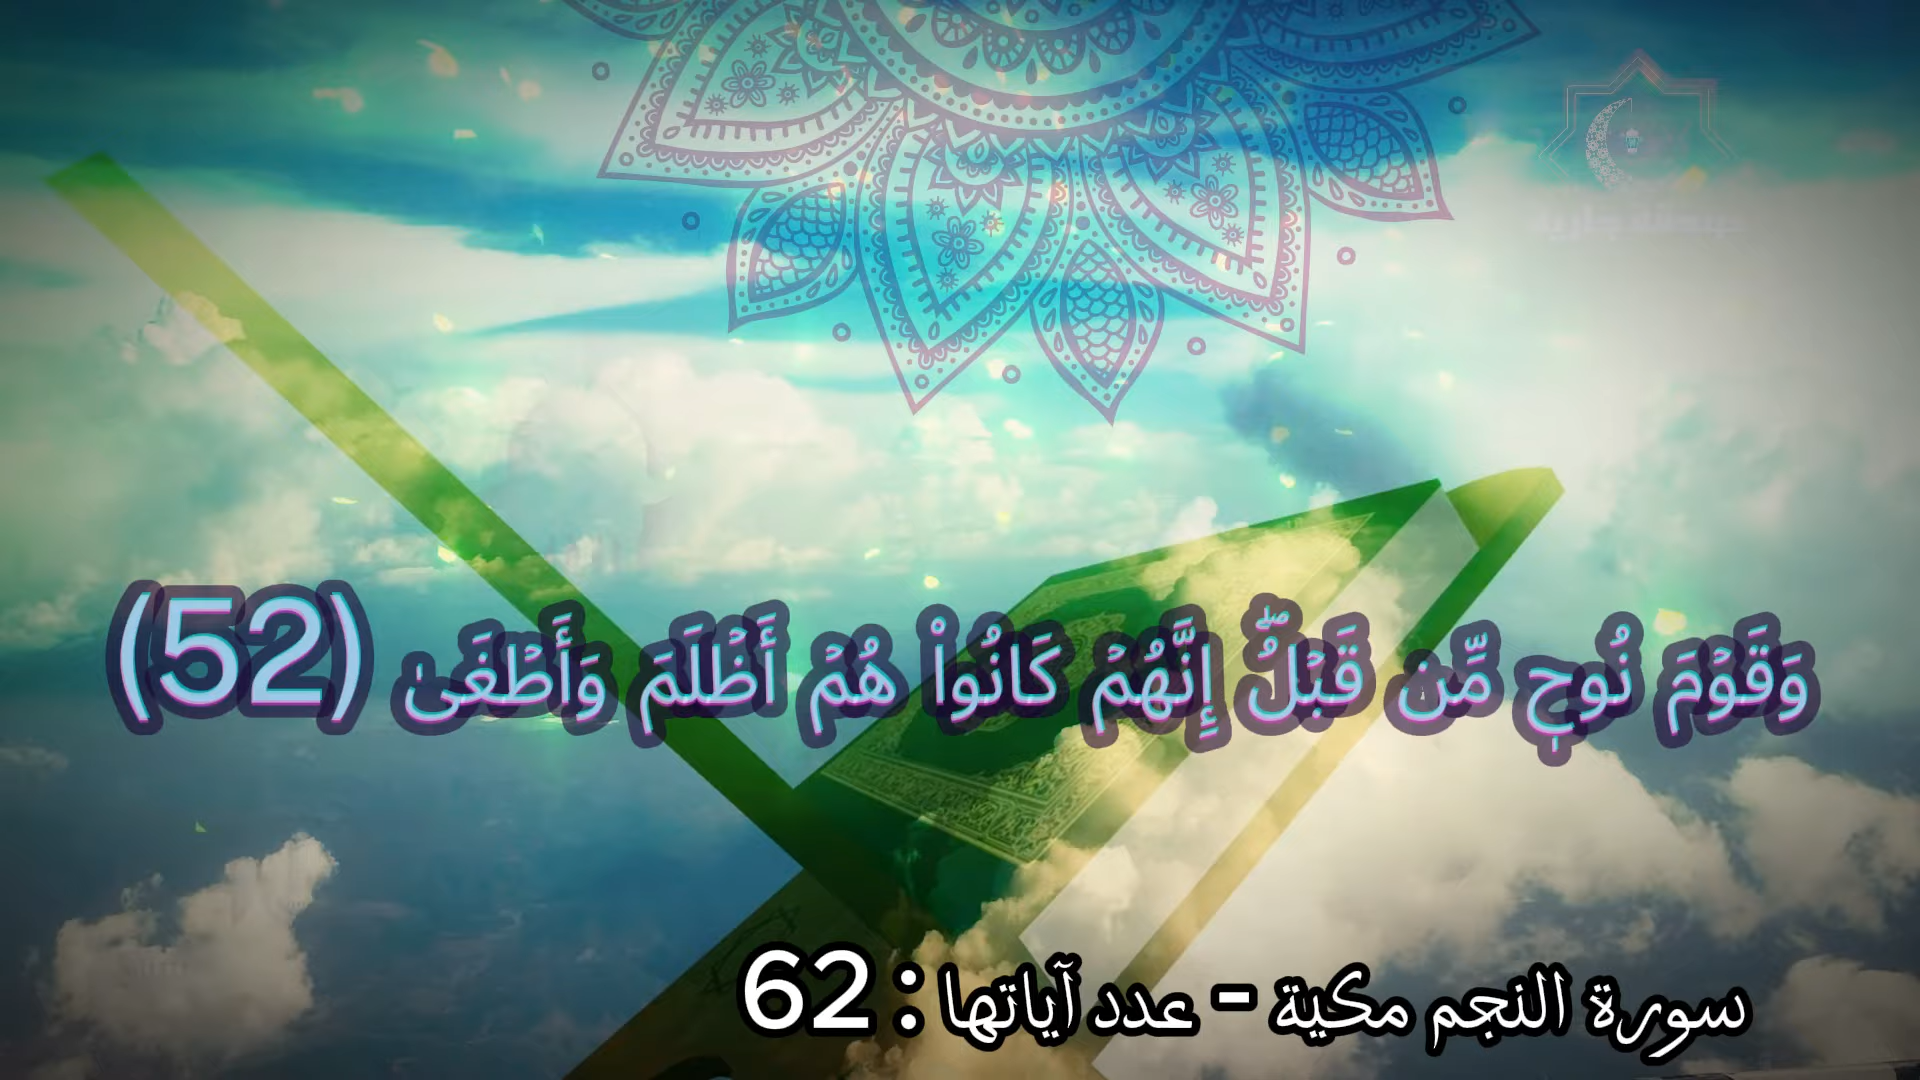 وَقَوۡمَ نُوحٖ مِّن قَبۡلُۖ إِنَّهُمۡ كَانُواْ هُمۡ أَظۡلَمَ وَأَطۡغَىٰ (52)
سورة النجم مكية - عدد آياتها : 62